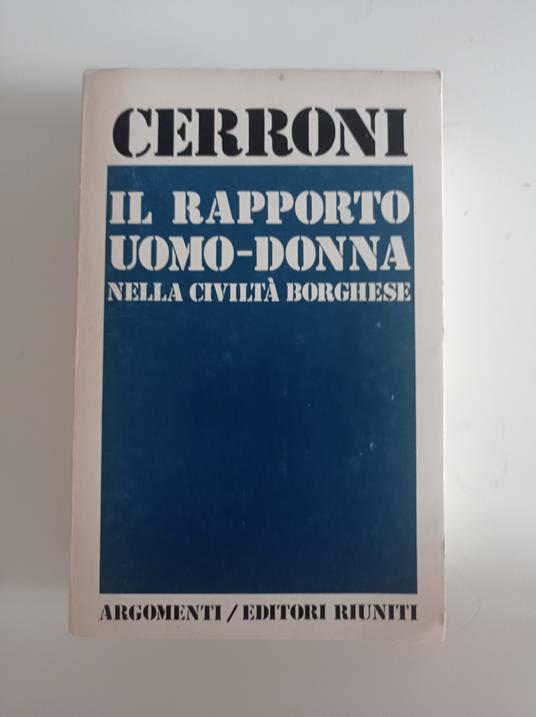 CERRONI
IL RAPPORTO
UOMO-DONNA
NELLA CIVILTÀ BORGHESE
ARGOMENTI/EDITORI RIUNITI